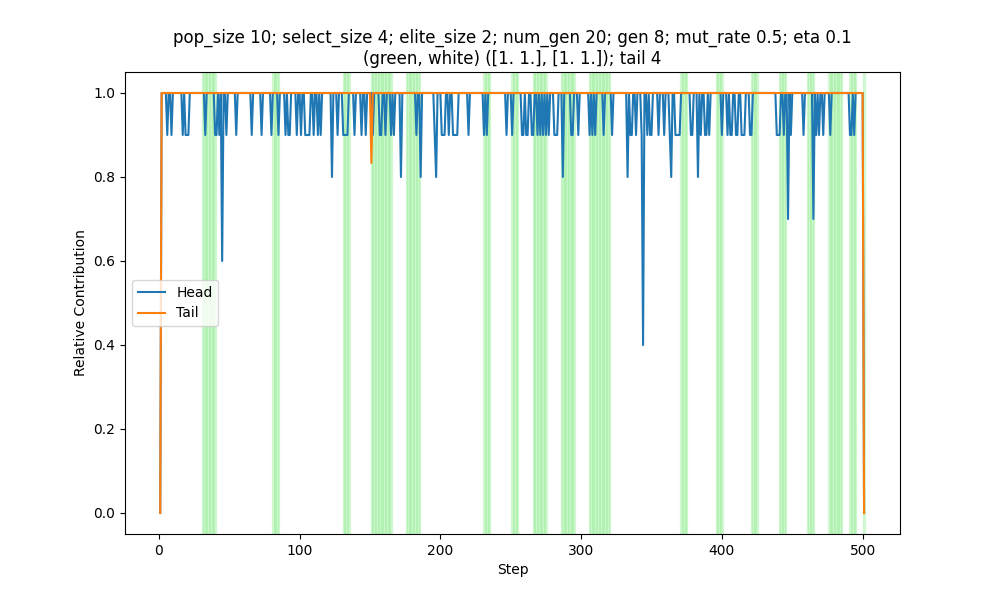 pop_size 10; select_size 4; elite_size 2; num_gen 20; gen 8; mut_rate 0.5; eta 0.1
(green, white) ([1. 1.], [1. 1.]); tail 4
1.0
0.8
0.6
0.4
0.2
0.0
Relative Contribution
Head
Tail
0
100
200
300
400
500
Step